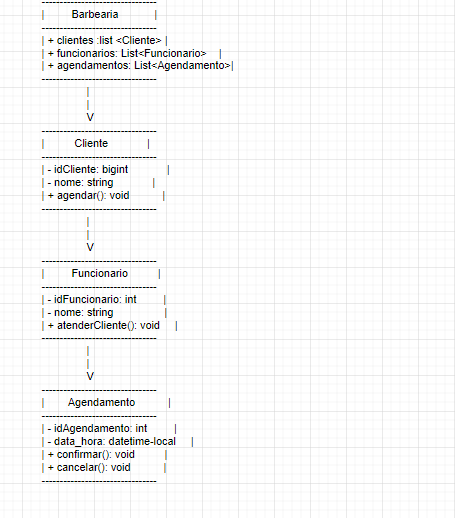 --------------------------------
| Barbearia |
--------------------------------
| + clientes :list <Cliente> |
| + funcionarios: List<Funcionario> |
| + agendamentos: List<Agendamento>|
--------------------------------
|
|
V
--------------------------------
| Cliente |
--------------------------------
| - idCliente: bigint |
| - nome: string |
| + agendar(): void |
--------------------------------
|
|
V
--------------------------------
| Funcionario |
--------------------------------
| - idFuncionario: int |
| - nome: string |
| + atenderCliente(): void |
--------------------------------
|
|
V
--------------------------------
| Agendamento |
--------------------------------
| - idAgendamento: int |
| - data_hora: datetime-local |
| + confirmar(): void |
| + cancelar(): void |
--------------------------------